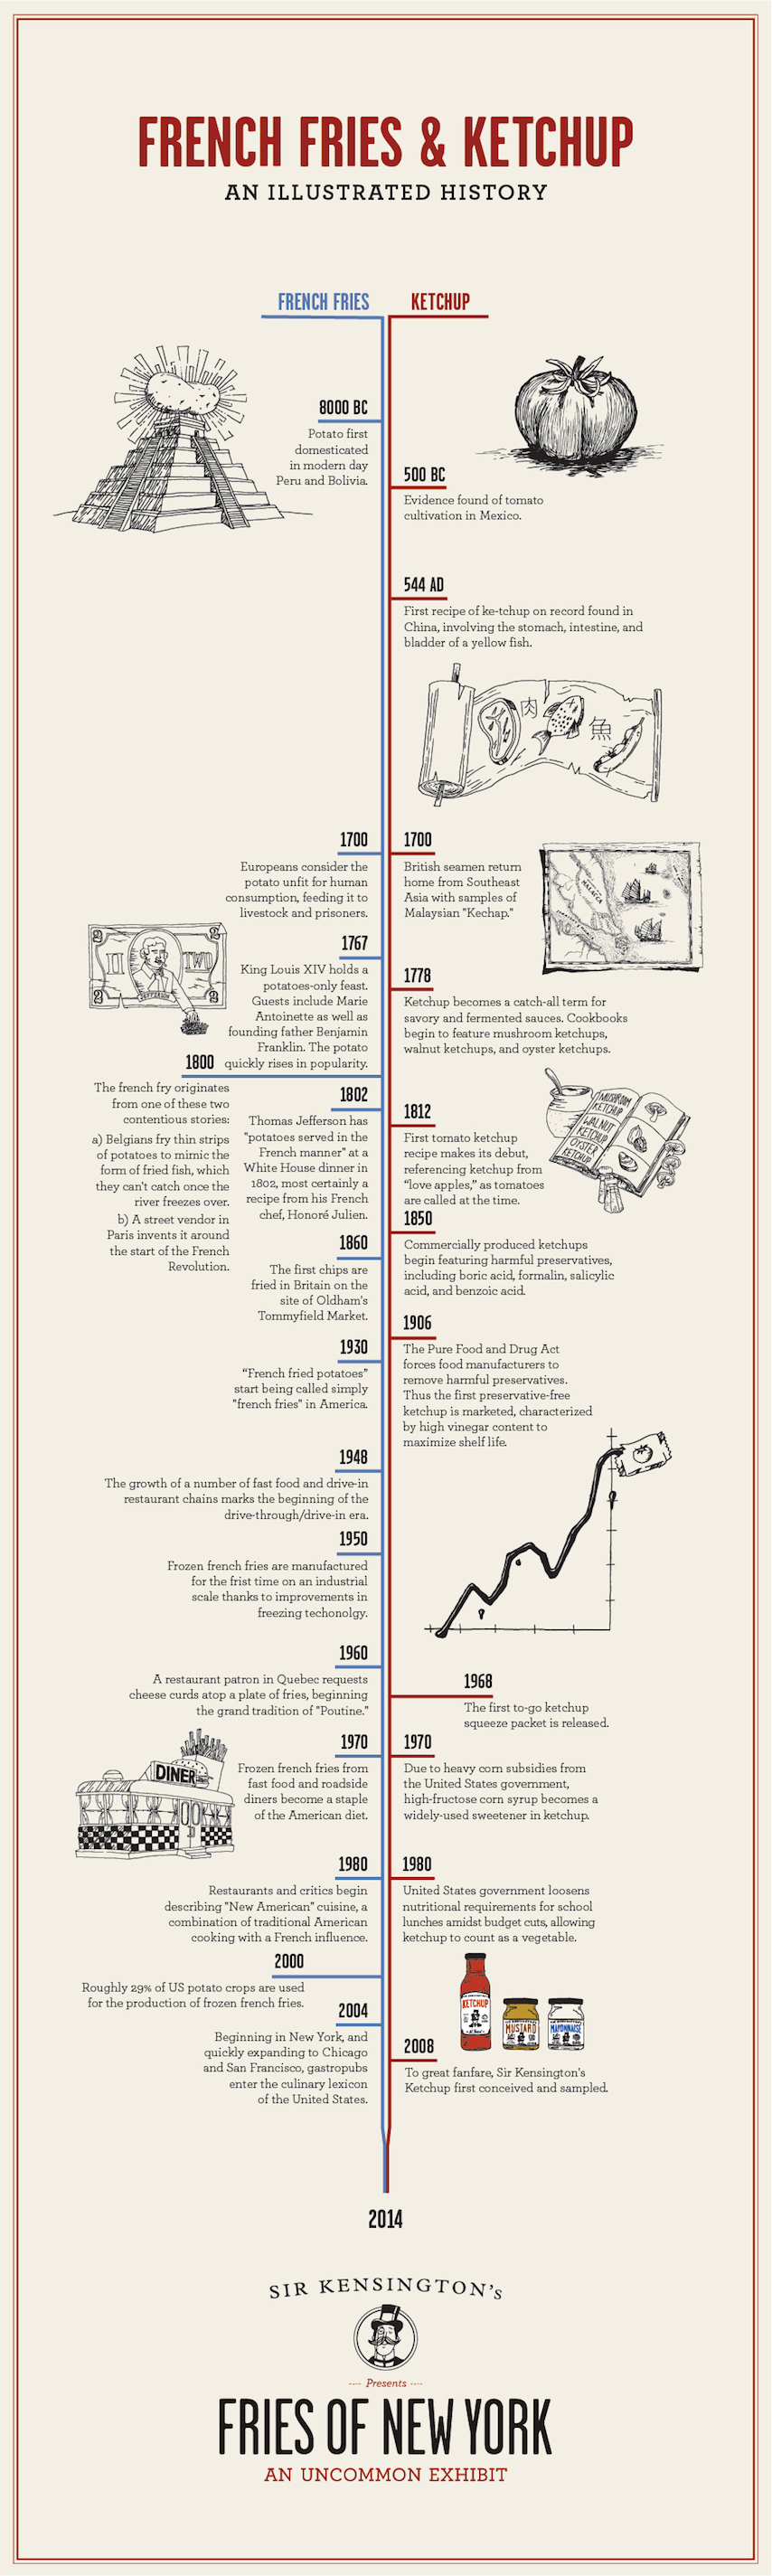 FRENCH FRIES & KETCHUP
AN ILLUSTRATED HISTORY
FRENCH FRIES
KETCHUP
8000 BC
Potato first
domesticated
in modern day
Peru and Bolivia.
500 BC
Evidence found of tomato
cultivation in Mexico.
544 AD
First recipe of ke-tchup on record found in
China, involving the stomach, intestine, and
bladder of a yellow fish.
肉
魚
1700
Europeans consider the
potato unfit for human
consumption, feeding it to
livestock and prisoners.
1700
British seamen return
home from Southeast
Asia with samples of
Malaysian "Kechap."
MALACCA
2
2
II
TWO
JEFFERSON
2
2
1767
King Louis XIV holds a
potatoes-only feast.
Guests include Marie
Antoinette as well as
founding father Benjamin
Franklin. The potato
quickly rises in popularity.
1778
Ketchup becomes a catch-all term for
savory and fermented sauces. Cookbooks
begin to feature mushroom ketchups,
walnut ketchups, and oyster ketchups.
1800
The french fry originates
from one of these two
contentious stories:
a) Belgians fry thin strips
of potatoes to mimic the
form of fried fish, which
they can't catch once the
river freezes over.
b) A street vendor in
Paris invents it around
the start of the French
Revolution.
1802
Thomas Jefferson has
"potatoes served in the
French manner" at a
White House dinner in
1802, most certainly a
recipe from his French
chef, Honoré Julien.
1812
First tomato ketchup
recipe makes its debut,
referencing ketchup from
“love apples,” as tomatoes
are called at the time.
MUSHROOM
KETCHUP
WALNUT
KETCHUP
OYSTER
KETCHUP
1850
Commercially produced ketchups
begin featuring harmful preservatives,
including boric acid, formalin, salicylic
acid, and benzoic acid.
1860
The first chips are
fried in Britain on the
site of Oldham's
Tommyfield Market.
1906
The Pure Food and Drug Act
forces food manufacturers to
remove harmful preservatives.
Thus the first preservative-free
ketchup is marketed, characterized
by high vinegar content to
maximize shelf life.
1930
“French fried potatoes”
start being called simply
"french fries" in America.
1948
The growth of a number of fast food and drive-in
restaurant chains marks the beginning of the
drive-through/drive-in era.
1950
Frozen french fries are manufactured
for the frist time on an industrial
scale thanks to improvements in
freezing techonolgy.
1960
A restaurant patron in Quebec requests
cheese curds atop a plate of fries, beginning
the grand tradition of "Poutine."
1968
The first to-go ketchup
squeeze packet is released.
DINER
1970
Frozen french fries from
fast food and roadside
diners become a staple
of the American diet.
1970
Due to heavy corn subsidies from
the United States government,
high-fructose corn syrup becomes a
widely-used sweetener in ketchup.
1980
Restaurants and critics begin
describing "New American" cuisine, a
combination of traditional American
cooking with a French influence.
1980
United States government loosens
nutritional requirements for school
lunches amidst budget cuts, allowing
ketchup to count as a vegetable.
2000
Roughly 29% of US potato crops are used
for the production of frozen french fries.
KETCHUP
MUSTARD
MAYONNAISE
2004
Beginning in New York, and
quickly expanding to Chicago
and San Francisco, gastropubs
enter the culinary lexicon
of the United States.
2008
To great fanfare, Sir Kensington's
Ketchup first conceived and sampled.
2014
SIR KENSINGTON'S
Presents
FRIES OF NEW YORK
AN UNCOMMON EXHIBIT